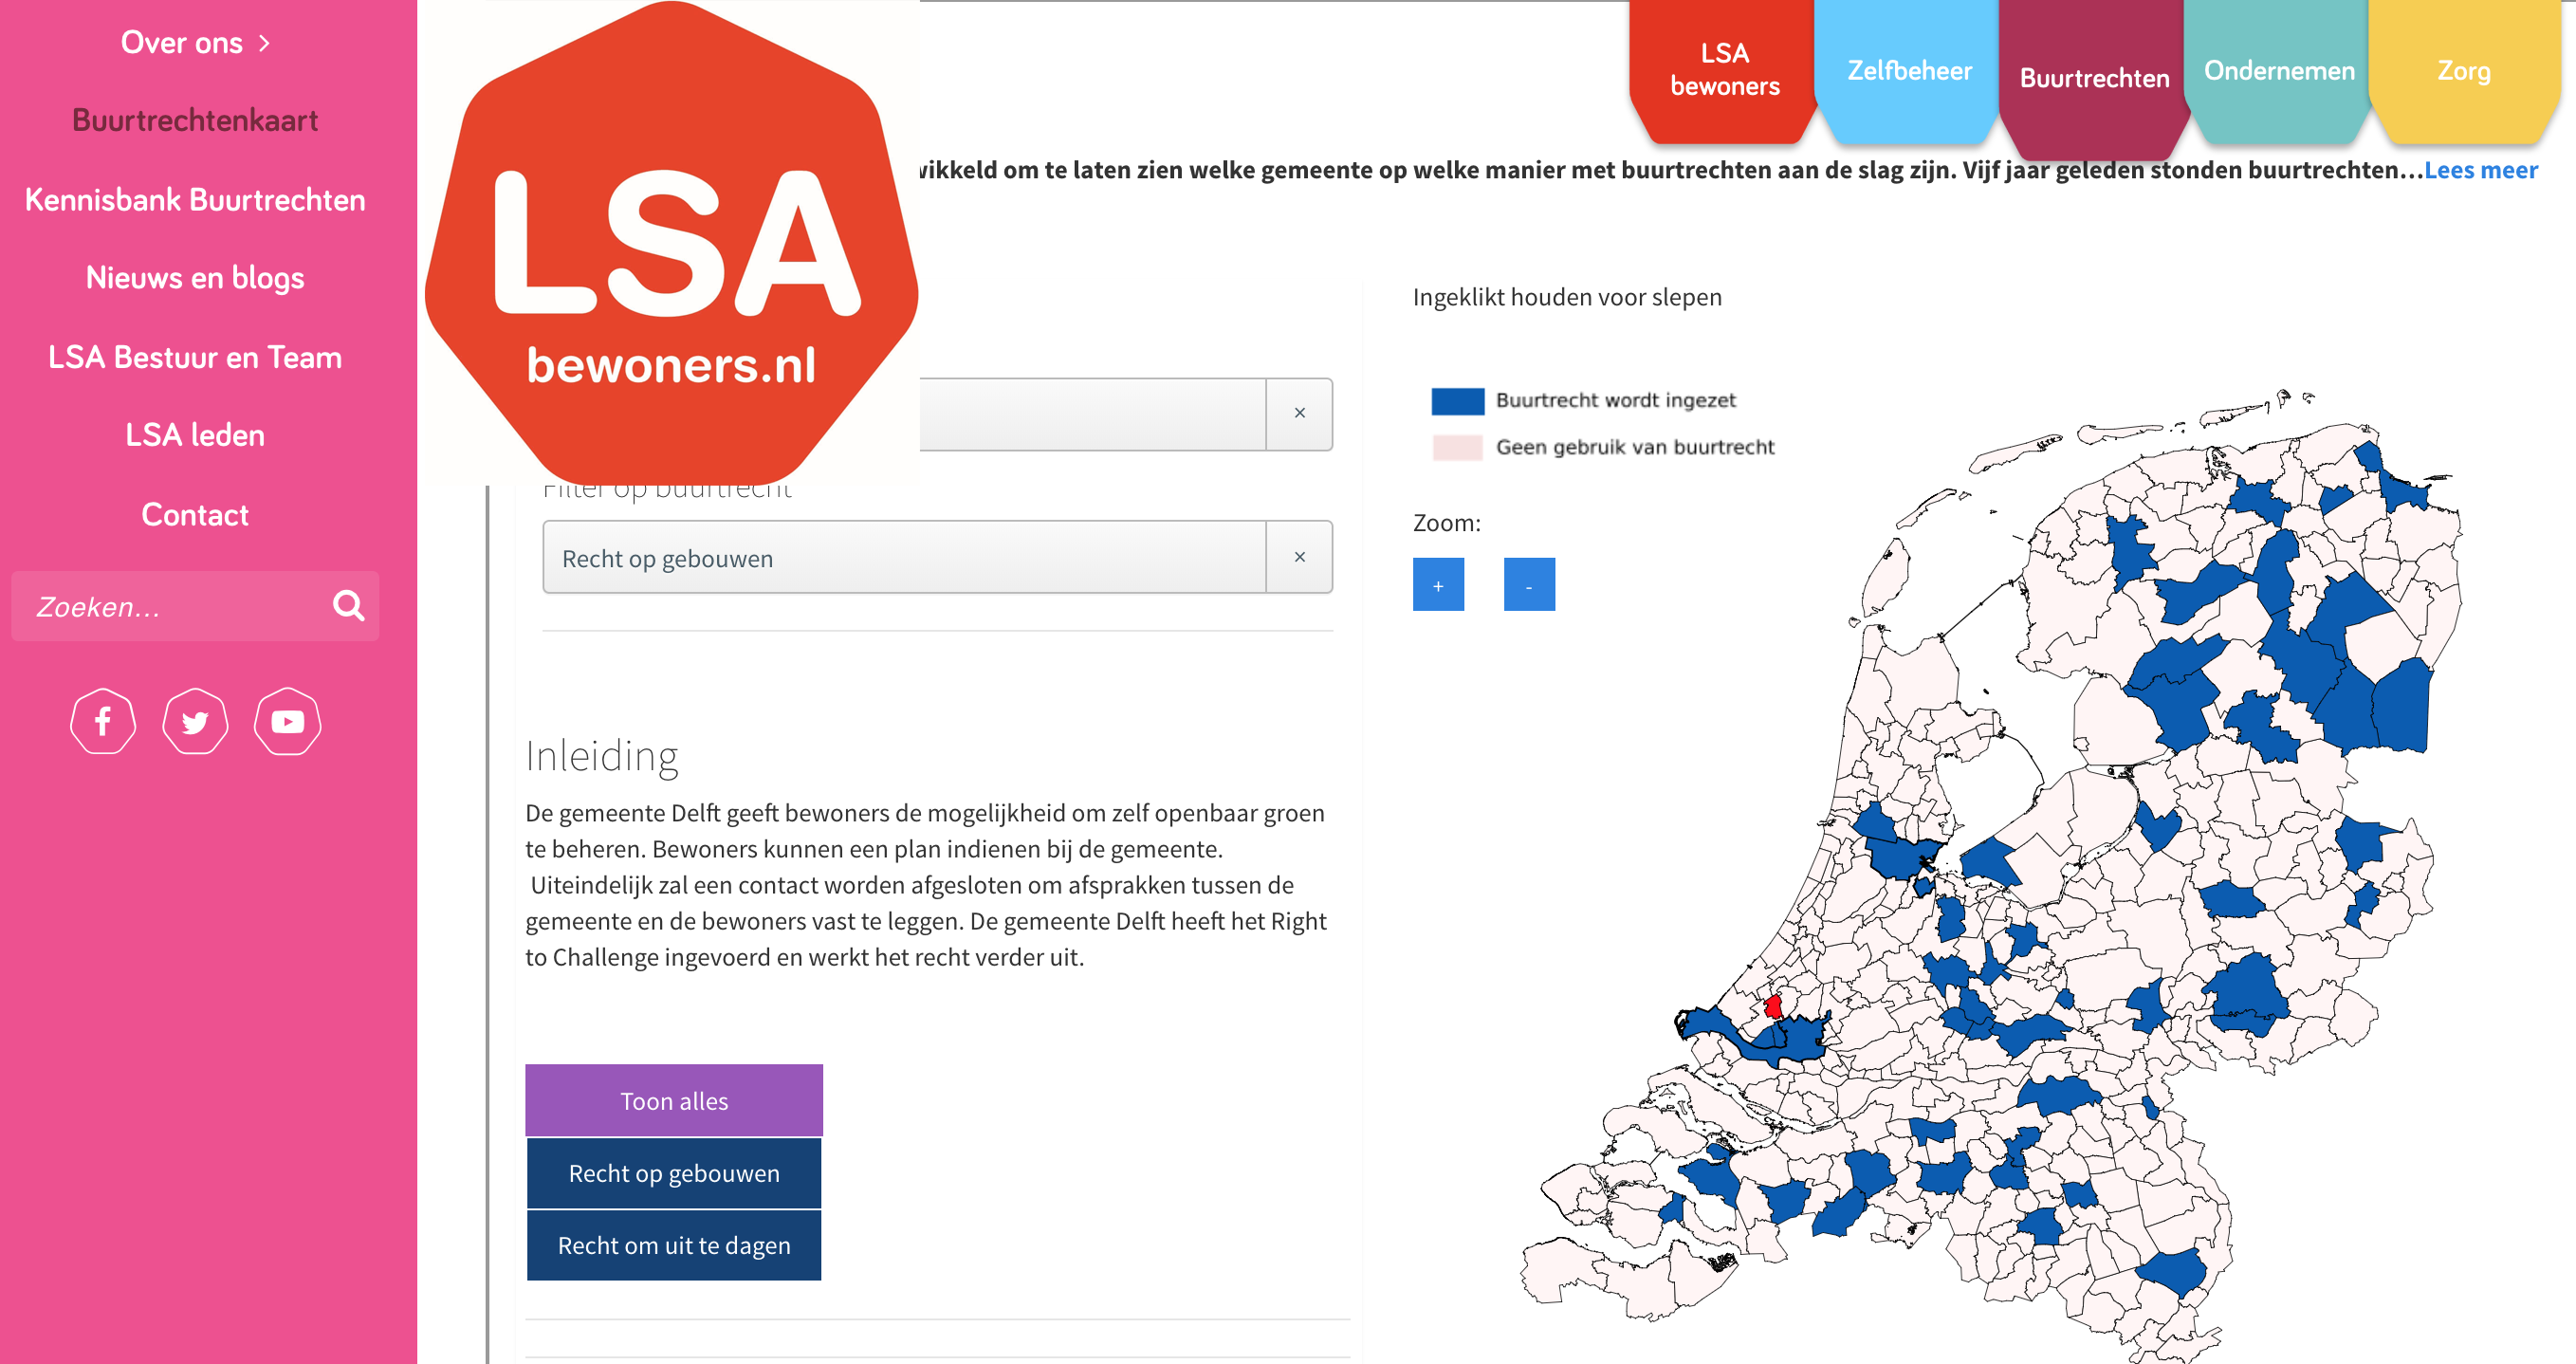 Over ons
Buurtrechtenkaart
Kennisbank Buurtrechten
Nieuws en blogs
LSA Bestuur en Team
LSA leden
Contact
Zoeken...
LSA
bewoners.nl
LSA
bewoners
Zelfbeheer
Buurtrechten
Ondernemen
Zorg
wikkeld om te laten zien welke gemeente op welke manier met buurtrechten aan de slag zijn. Vijf jaar geleden stonden buurtrechten...Lees meer
×
Filter op buurtrecht
Recht op gebouwen
×
Inleiding
De gemeente Delft geeft bewoners de mogelijkheid om zelf openbaar groen
te beheren. Bewoners kunnen een plan indienen bij de gemeente.
Uiteindelijk zal een contact worden afgesloten om afsprakken tussen de
gemeente en de bewoners vast te leggen. De gemeente Delft heeft het Right
to Challenge ingevoerd en werkt het recht verder uit.
Toon alles
Recht op gebouwen
Recht om uit te dagen
Ingeklikt houden voor slepen
Buurtrecht wordt ingezet
Geen gebruik van buurtrecht
Zoom:
+ -